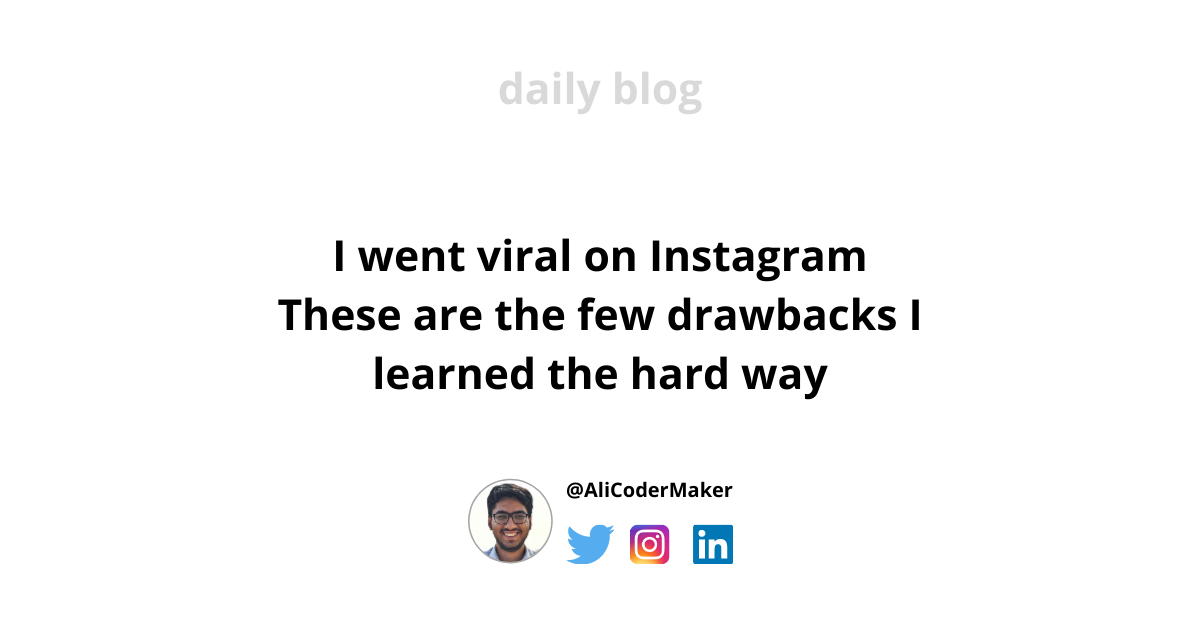 daily blog
I went viral on Instagram
These are the few drawbacks I
learned the hard way
@AliCoderMaker
in